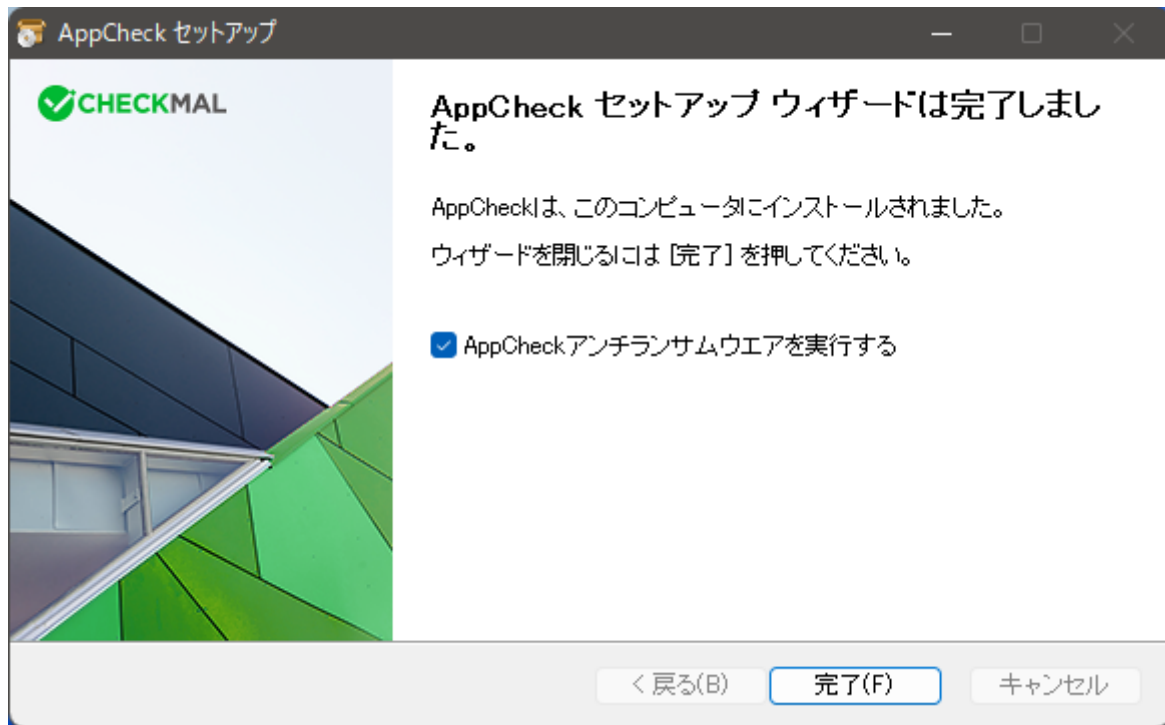 AppCheck セットアップ
CHECKMAL
AppCheck セットアップ ウィザードは完了しまし
た。
AppCheckは、このコンピュータにインストールされました。
ウィザードを閉じるには [完了] を押してください。
AppCheckアンチランサムウエアを実行する
< 戻る(B)
完了(F)
キャンセル